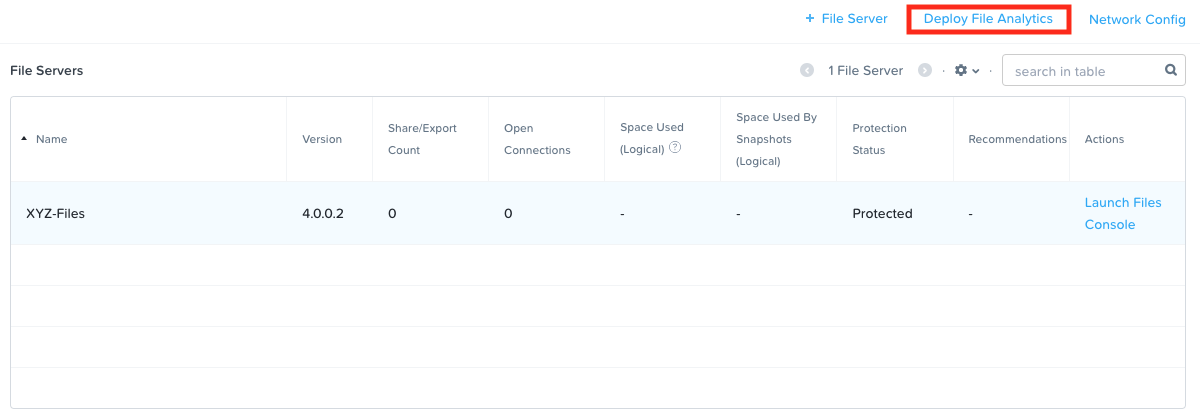 + File Server
Deploy File Analytics
Network Config
File Servers
1 File Server
search in table
Name
Version
Share/Export
Count
Open
Connections
Space Used
(Logical) ?
Space Used By
Snapshots
(Logical)
Protection
Status
Recommendations
Actions
XYZ-Files
4.0.0.2
0
0
-
-
Protected
-
Launch Files
Console